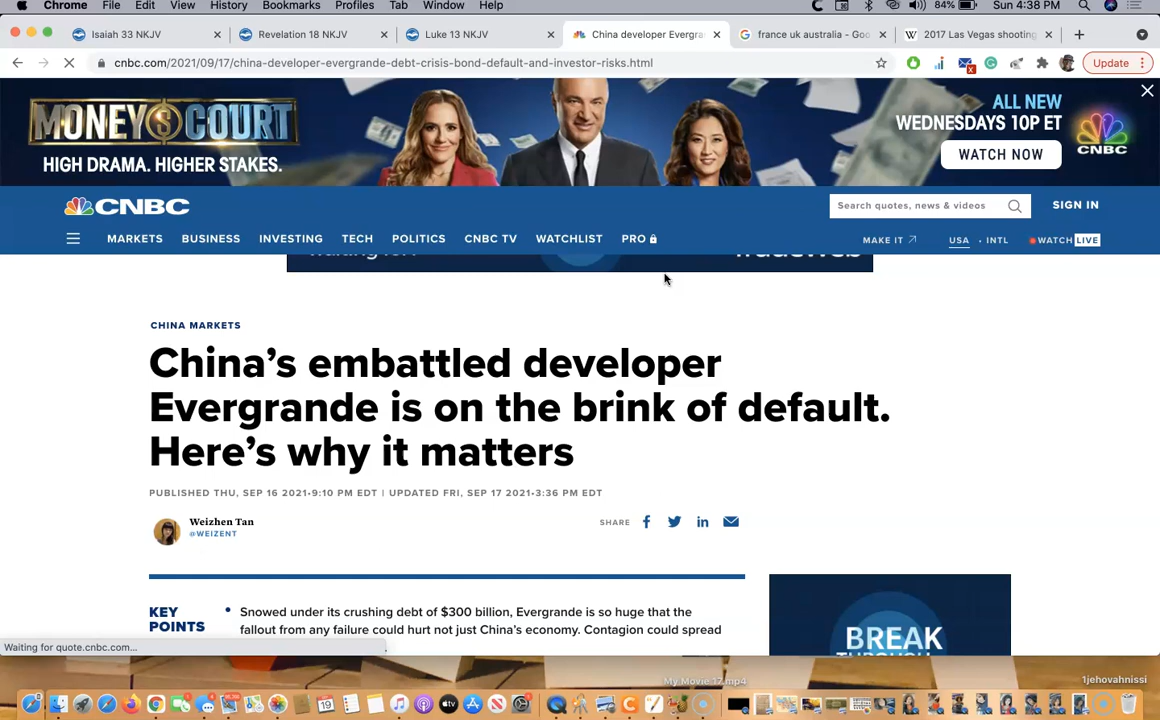 Chrome File Edit View History Bookmarks Profiles Tab Window Help 84% Sun 4:38 PM
Isaiah 33 NKJV Revelation 18 NKJV Luke 13 NKJV China developer Evergra france uk australia - Goo 2017 Las Vegas shooting
cnbc.com/2021/09/17/china-developer-evergrande-debt-crisis-bond-default-and-investor-risks.html Update
MONEY COURT
HIGH DRAMA. HIGHER STAKES.
ALL NEW
WEDNESDAYS 10P ET
WATCH NOW
CNBC
CNBC
Search quotes, news & videos
SIGN IN
MARKETS BUSINESS INVESTING TECH POLITICS CNBC TV WATCHLIST PRO
MAKE IT USA • INTL WATCH LIVE
CHINA MARKETS
China's embattled developer
Evergrande is on the brink of default.
Here's why it matters
PUBLISHED THU, SEP 16 2021•9:10 PM EDT | UPDATED FRI, SEP 17 2021•3:36 PM EDT
Weizhen Tan
@WEIZENT
SHARE
KEY
POINTS
• Snowed under its crushing debt of $300 billion, Evergrande is so huge that the
fallout from any failure could hurt not just China's economy. Contagion could spread
BREAK
Waiting for quote.cnbc.com...
My Movie 17.mp4
1jehovahnissi